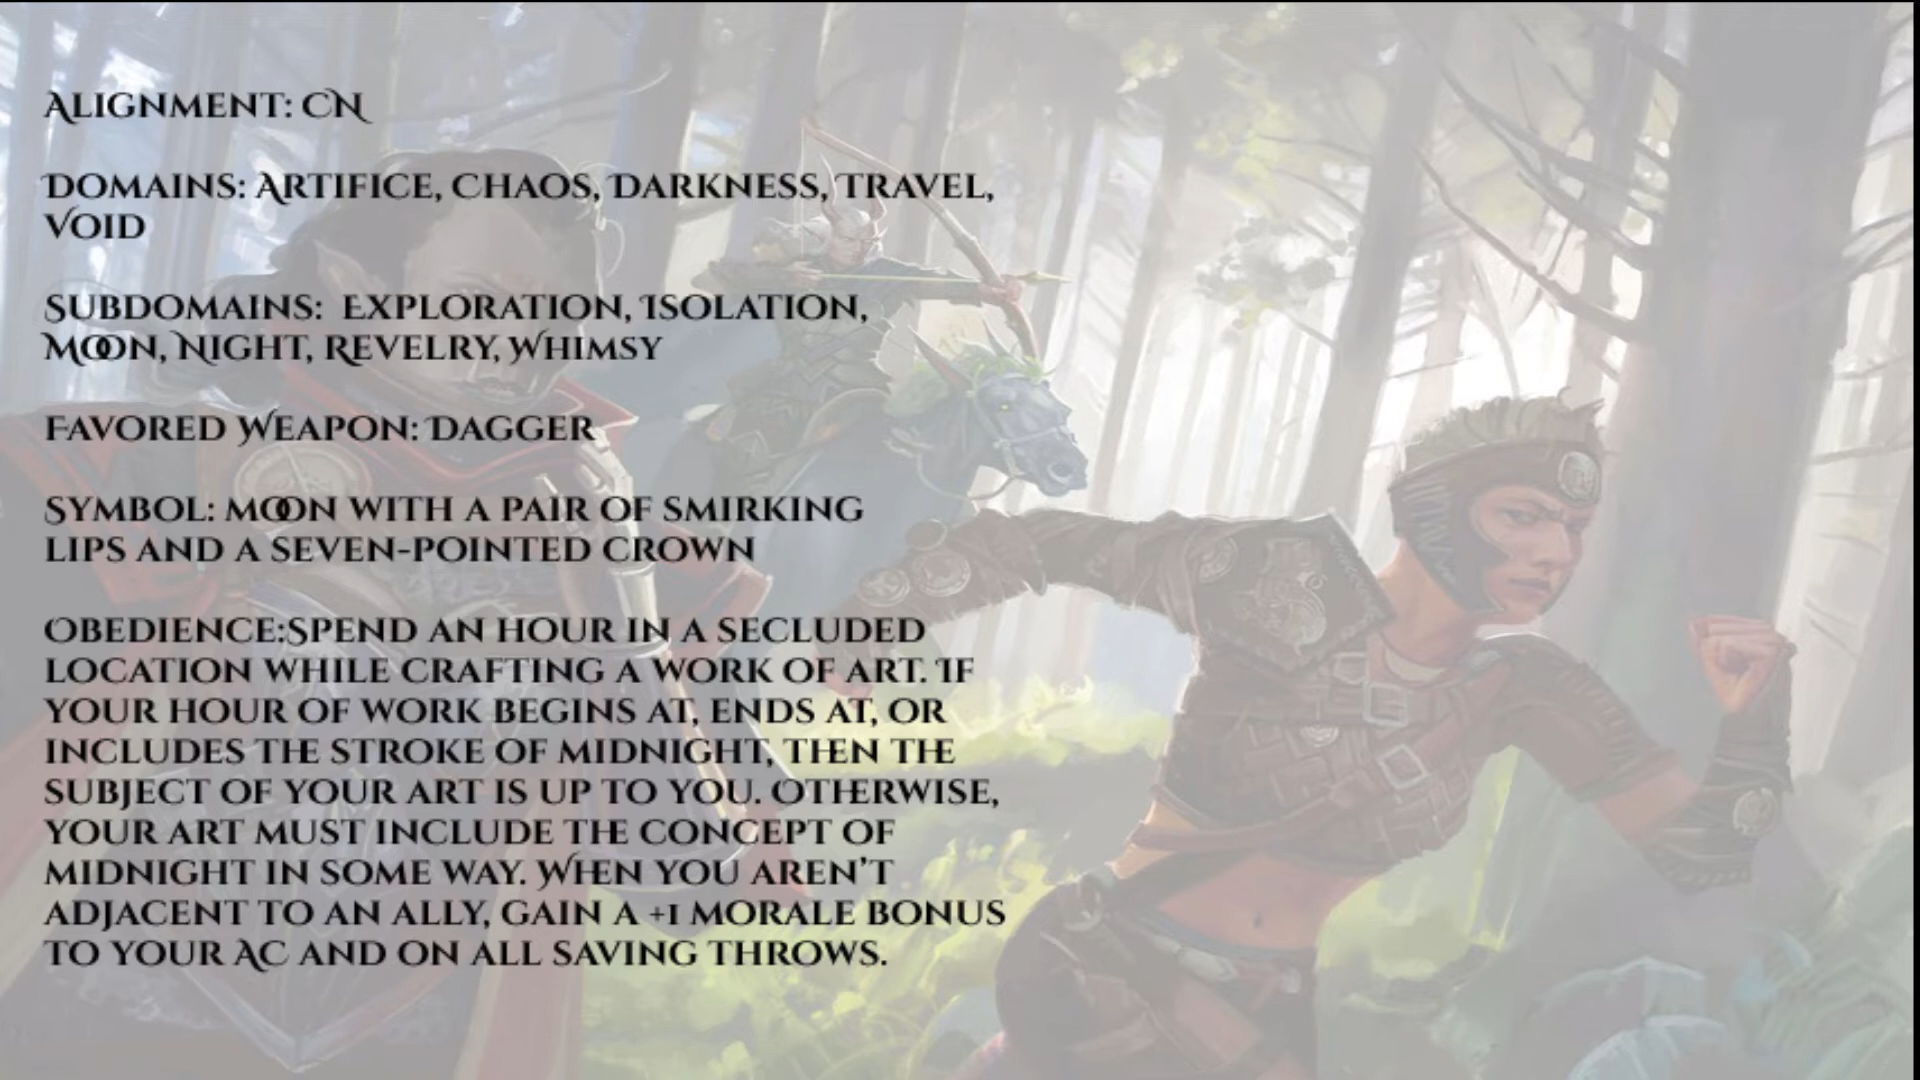 Alignment: CN
Domains: Artifice, Chaos, Darkness, Travel,
Void
Subdomains:  Exploration, Isolation,
Moon, Night, Revelry, Whimsy
Favored Weapon: Dagger
Symbol: moon with a pair of smirking
lips and a seven-pointed crown
Obedience:Spend an hour in a secluded
location while crafting a work of art. If
your hour of work begins at, ends at, or
includes the stroke of midnight, then the
subject of your art is up to you. Otherwise,
your art must include the concept of
midnight in some way. When you aren't
adjacent to an ally, gain a +1 morale bonus
to your AC and on all saving throws.